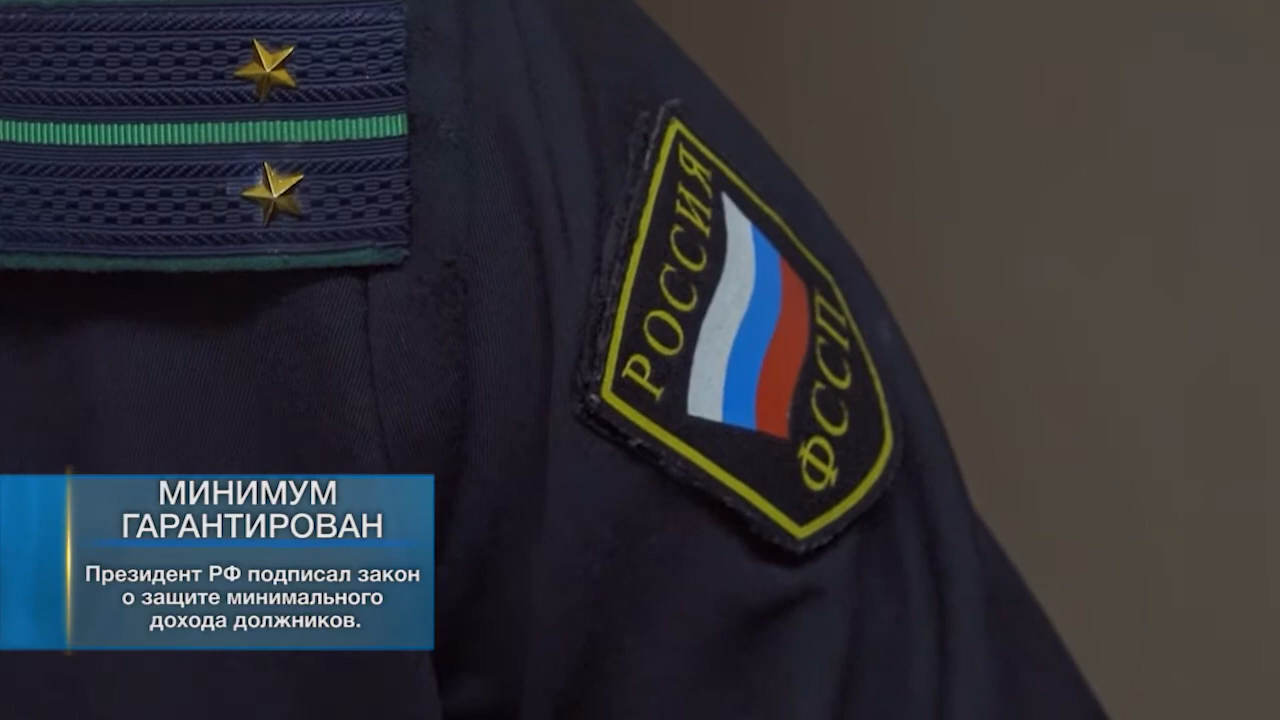 РОССИЯ
ФССП
МИНИМУМ
ГАРАНТИРОВАН
Президент РФ подписал закон
о защите минимального
дохода должников.